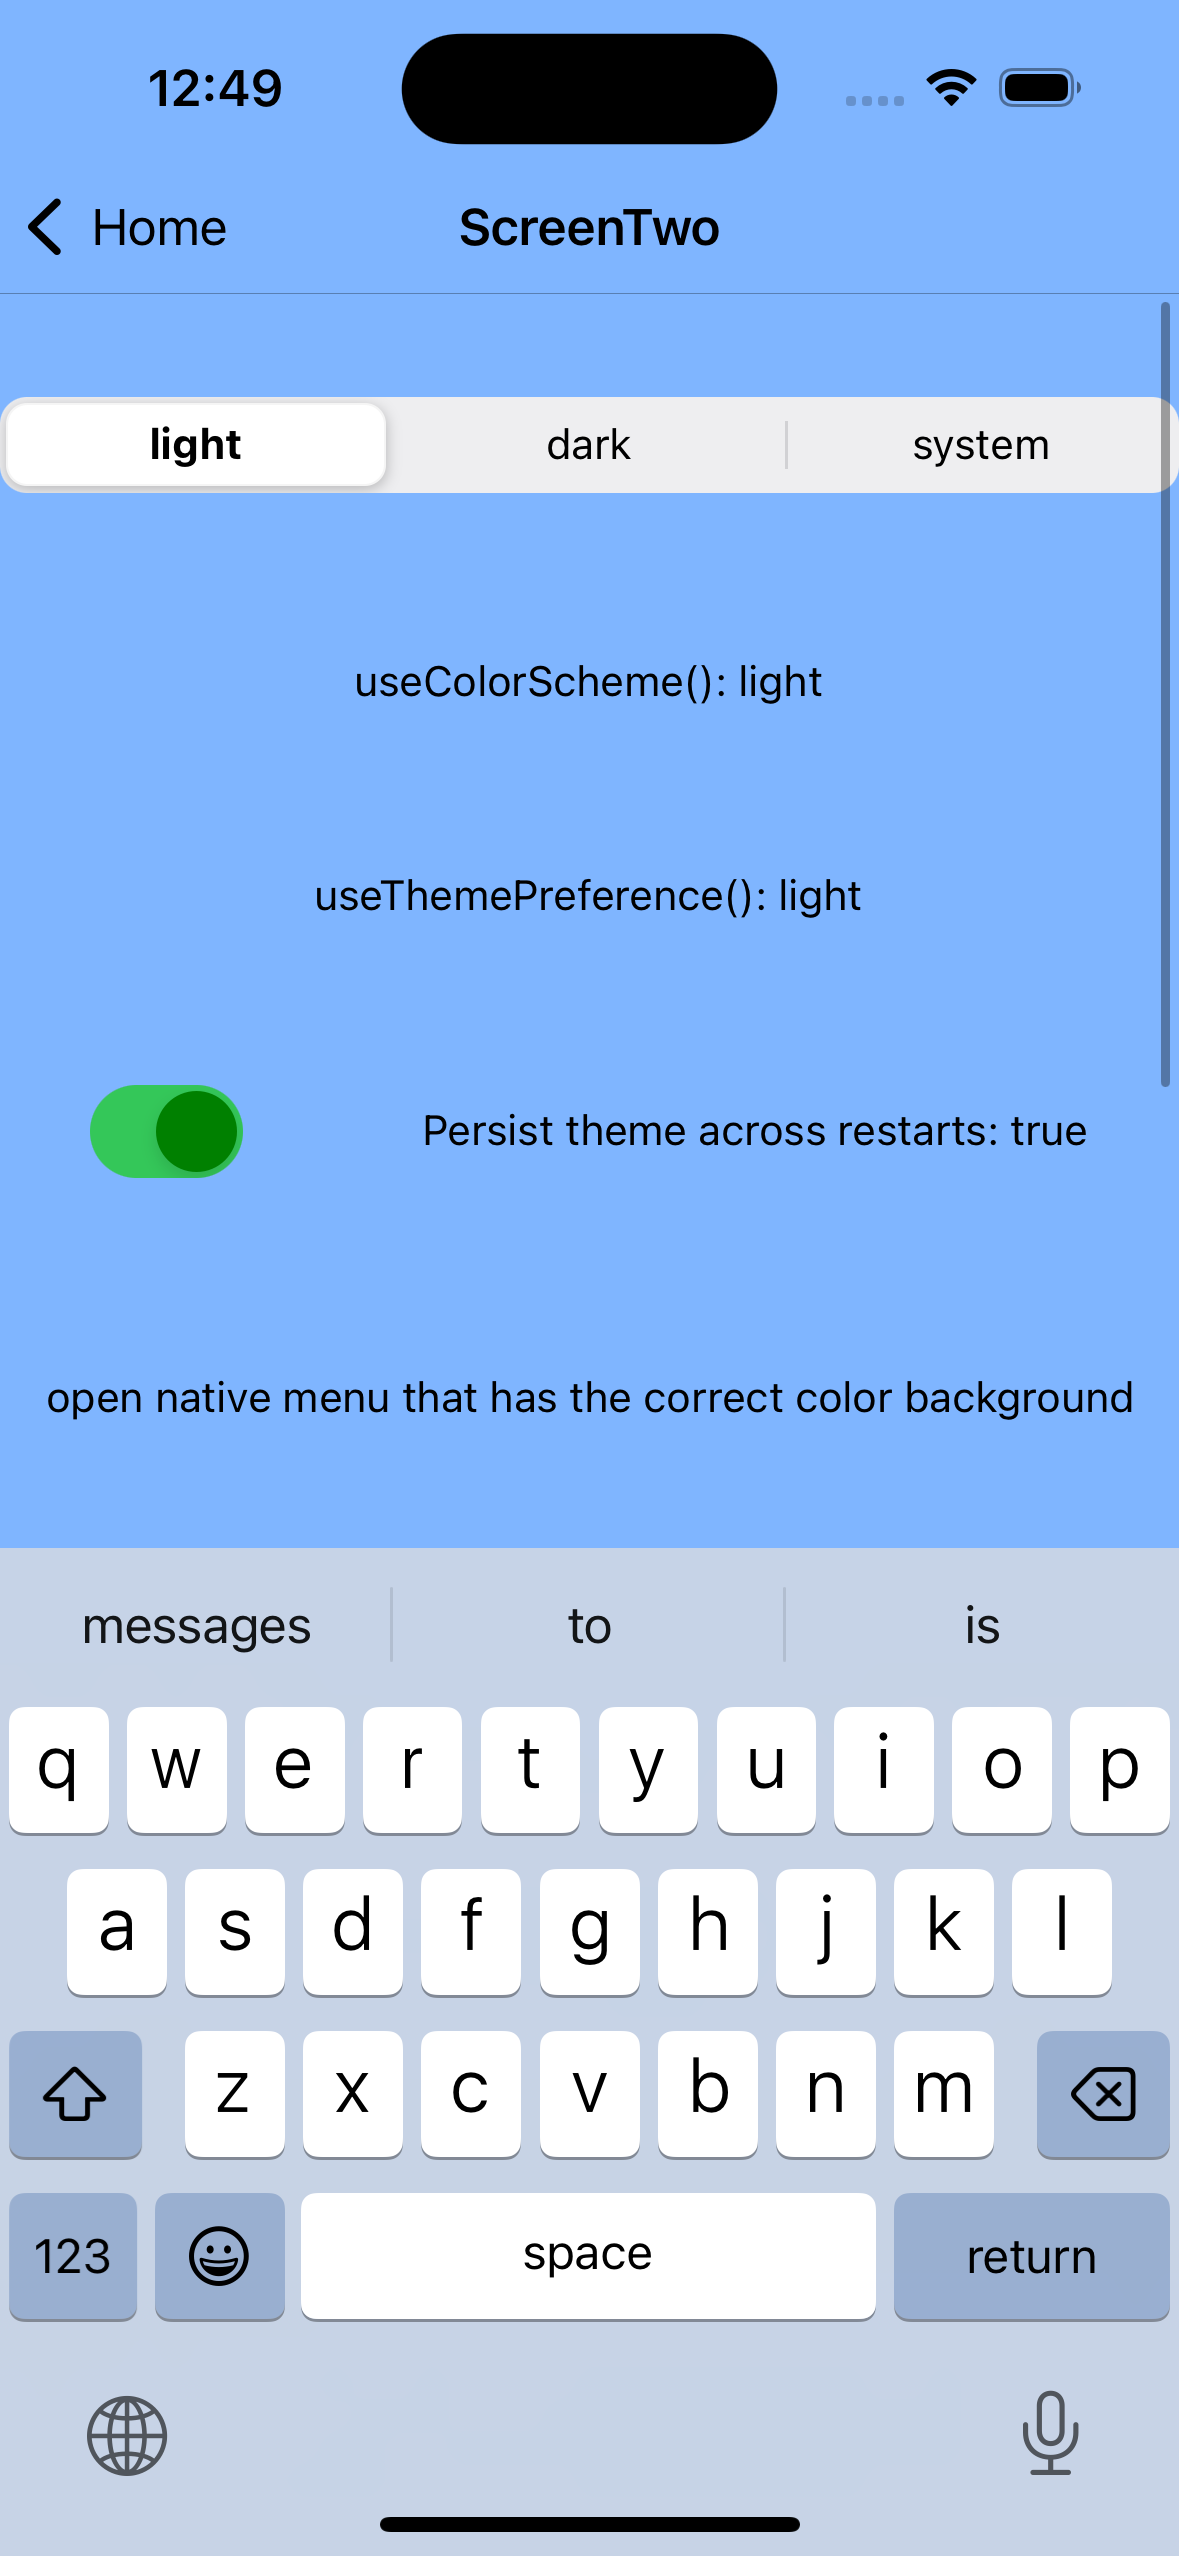 12:49
Home ScreenTwo
light dark system
useColorScheme(): light
useThemePreference(): light
Persist theme across restarts: true
open native menu that has the correct color background
messages to is
q w e r t y u i o p
a s d f g h j k l
z x c v b n m
123 space return